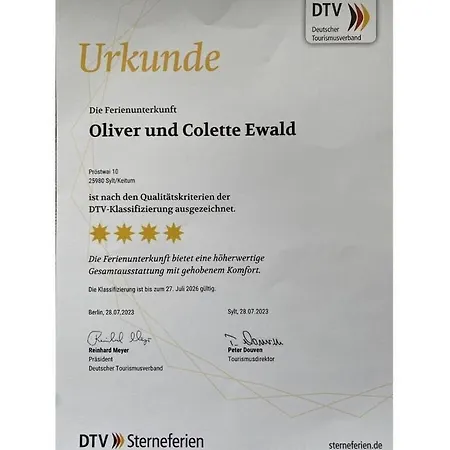 DTV
Deutscher
Tourismusverband
Urkunde
Die Ferienunterkunft
Oliver und Colette Ewald
Pröstwai 10
25980 Sylt/Keitum
ist nach den Qualitätskriterien der
DTV-Klassifizierung ausgezeichnet.
Die Ferienunterkunft bietet eine höherwertige
Gesamtausstattung mit gehobenem Komfort.
Die Klassifizierung ist bis zum 27. Juli 2026 gültig.
Berlin, 28.07.2023 Sylt, 28.07.2023
Reinhard Meyer Peter Douven
Präsident Tourismusdirektor
Deutscher Tourismusverband
DTV Sterneferien sterneferien.de